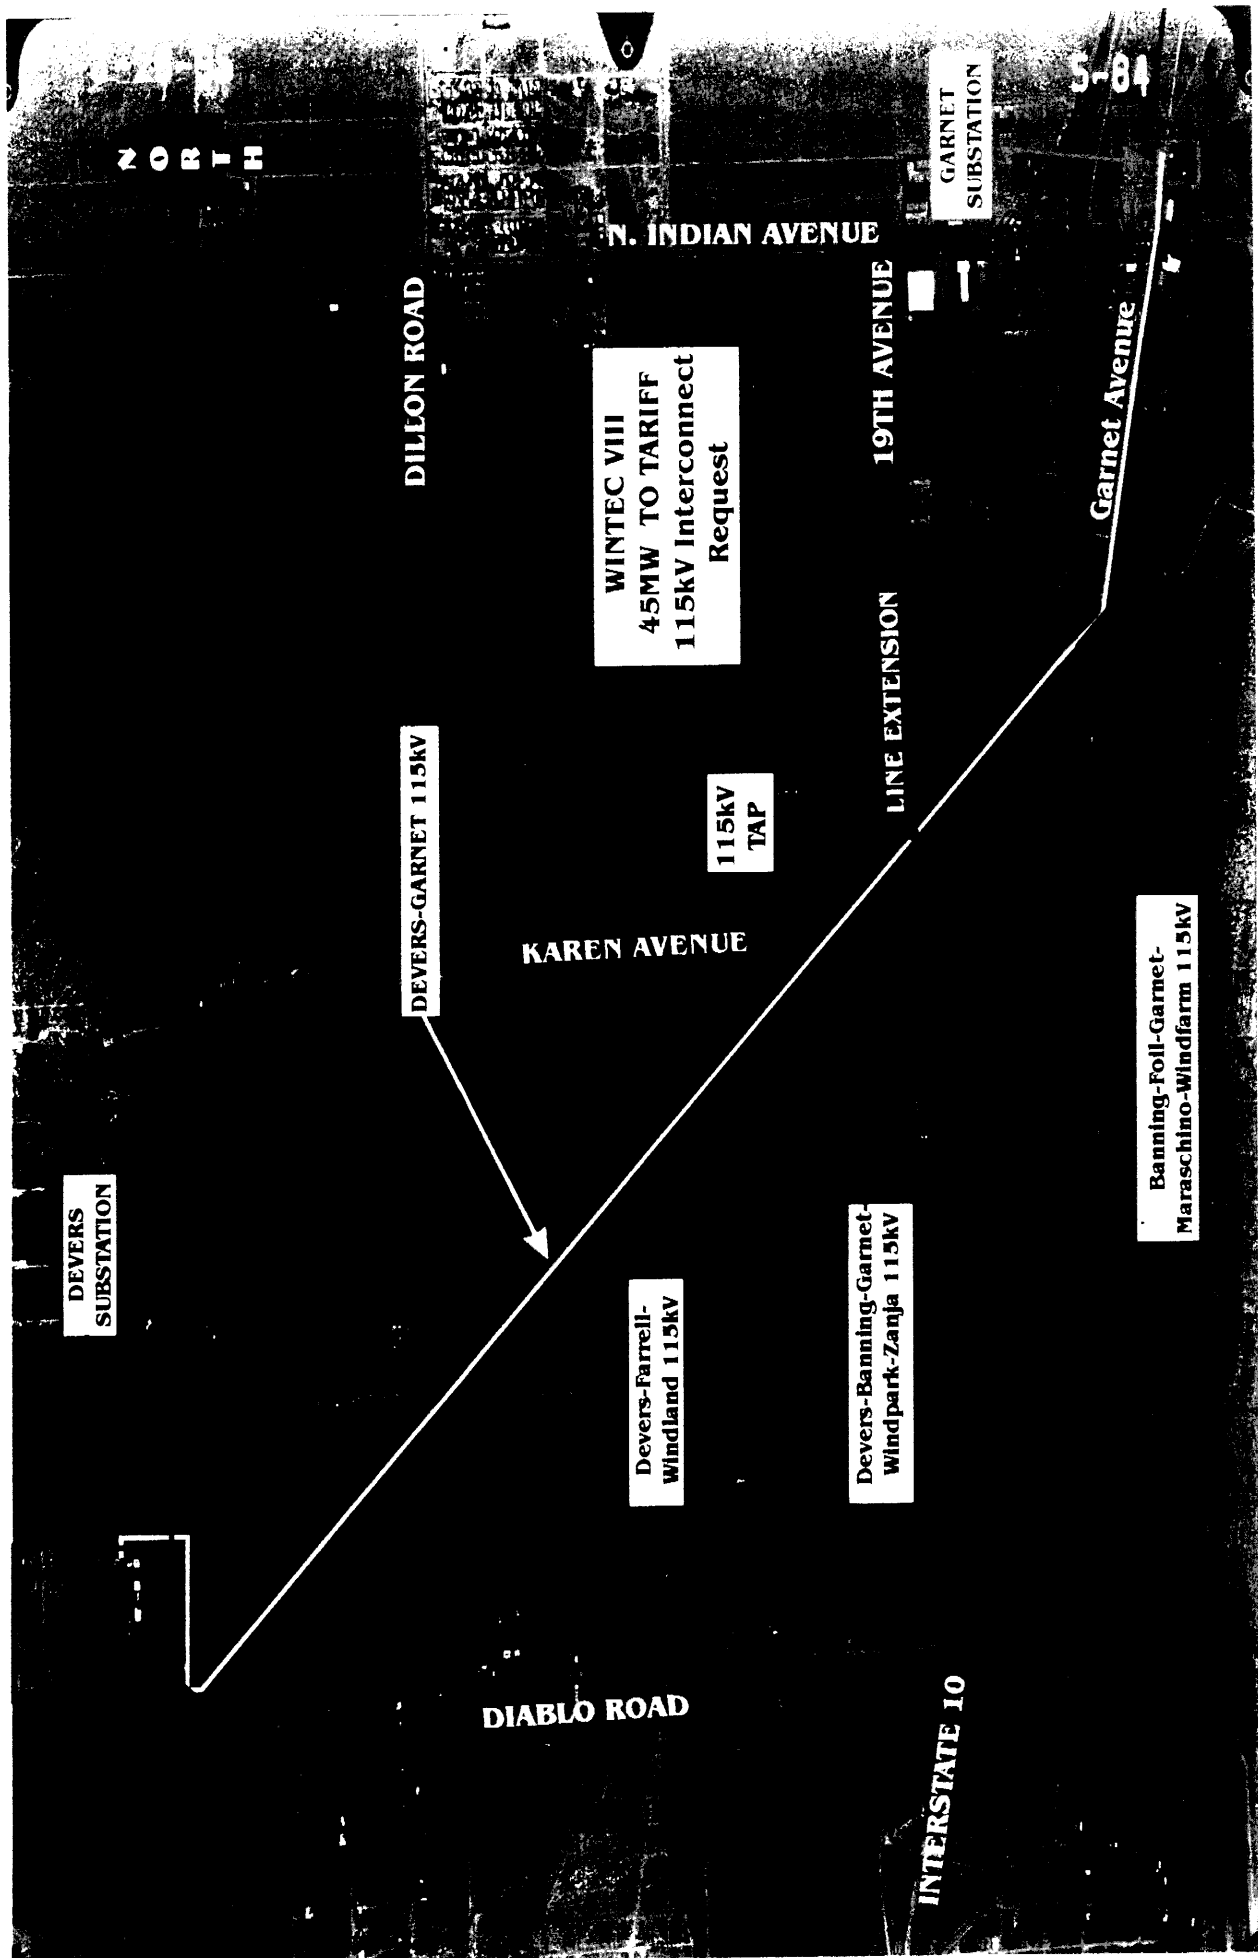 N
O
R
T
H
5-84
GARNET
SUBSTATION
N. INDIAN AVENUE
DILLON ROAD
19TH AVENUE
Garnet Avenue
WINTEC VIII
45MW TO TARIFF
115kV Interconnect
Request
LINE EXTENSION
DEVERS-GARNET 115kV
115kV
TAP
KAREN AVENUE
Banning-Foil-Garnet-
Maraschino-Windfarm 115kV
DEVERS
SUBSTATION
Devers-Farrell-
Windland 115kV
Devers-Banning-Garnet-
Windpark-Zanja 115kV
DIABLO ROAD
INTERSTATE 10